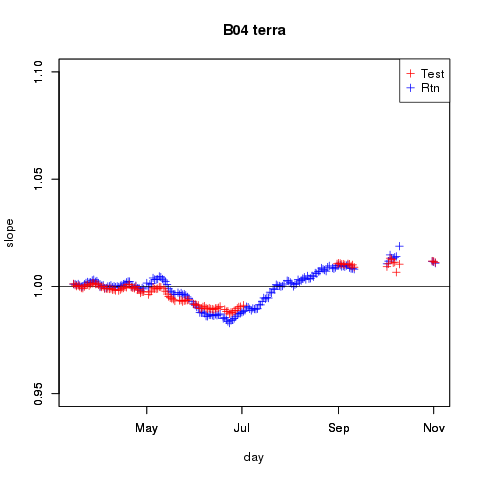 B04 terra
Test
Rtn
1.10
1.05
1.00
0.95
slope
May
Jul
Sep
Nov
day